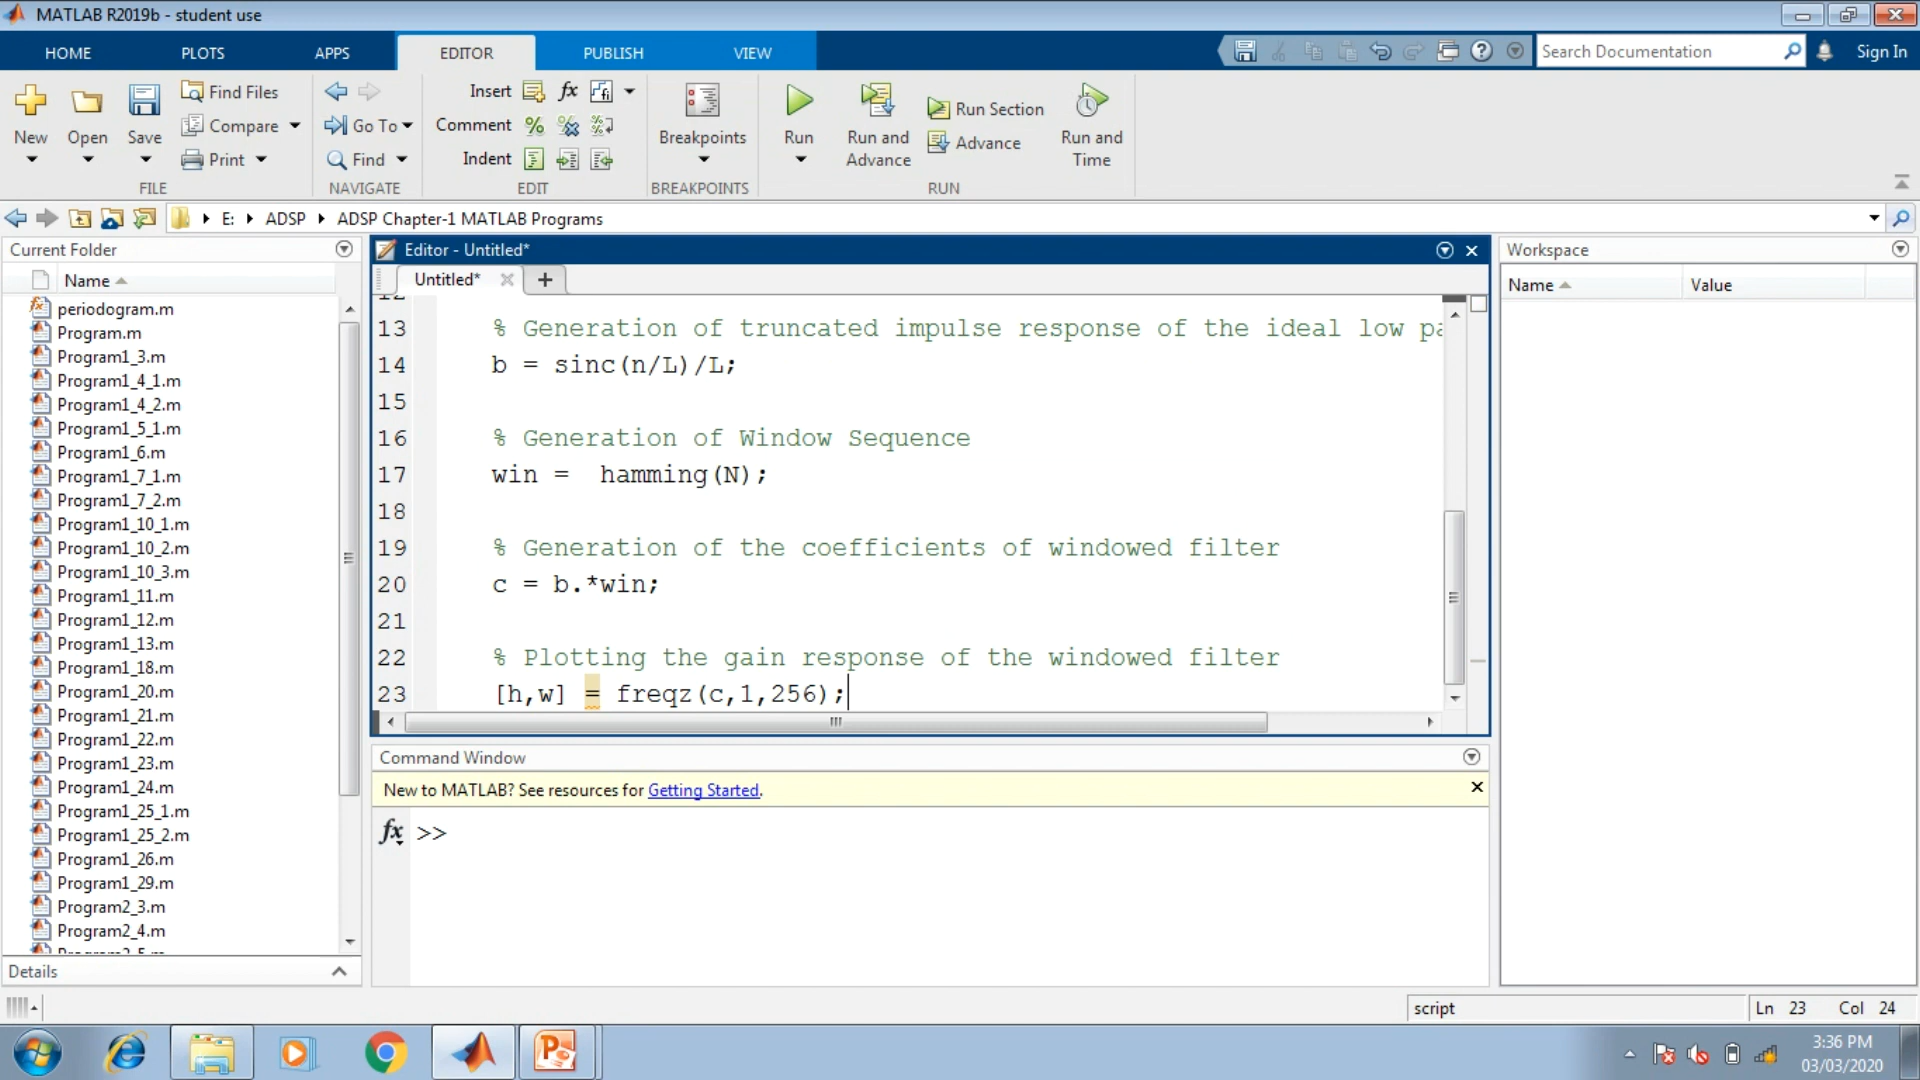 MATLAB R2019b - student use
HOME PLOTS APPS EDITOR PUBLISH VIEW
Search Documentation
Sign In
New
Open
Save
Find Files
Compare
Print
FILE
Go To
Find
NAVIGATE
Insert
Comment
Indent
EDIT
Breakpoints
BREAKPOINTS
Run
Run and Advance
Run Section
Advance
Run and Time
RUN
E: ADSP ADSP Chapter-1 MATLAB Programs
Current Folder
Name
periodogram.m
Program.m
Program1_3.m
Program1_4_1.m
Program1_4_2.m
Program1_5_1.m
Program1_6.m
Program1_7_1.m
Program1_7_2.m
Program1_10_1.m
Program1_10_2.m
Program1_10_3.m
Program1_11.m
Program1_12.m
Program1_13.m
Program1_18.m
Program1_20.m
Program1_21.m
Program1_22.m
Program1_23.m
Program1_24.m
Program1_25_1.m
Program1_25_2.m
Program1_26.m
Program1_29.m
Program2_3.m
Program2_4.m
Details
Editor - Untitled*
Untitled*
13 % Generation of truncated impulse response of the ideal low pa
14 b = sinc(n/L)/L;
15
16 % Generation of Window Sequence
17 win = hamming(N);
18
19 % Generation of the coefficients of windowed filter
20 c = b.*win;
21
22 % Plotting the gain response of the windowed filter
23 [h,w] = freqz(c,1,256);
Command Window
New to MATLAB? See resources for Getting Started.
fx >>
Workspace
Name Value
script
Ln 23 Col 24
3:36 PM
03/03/2020